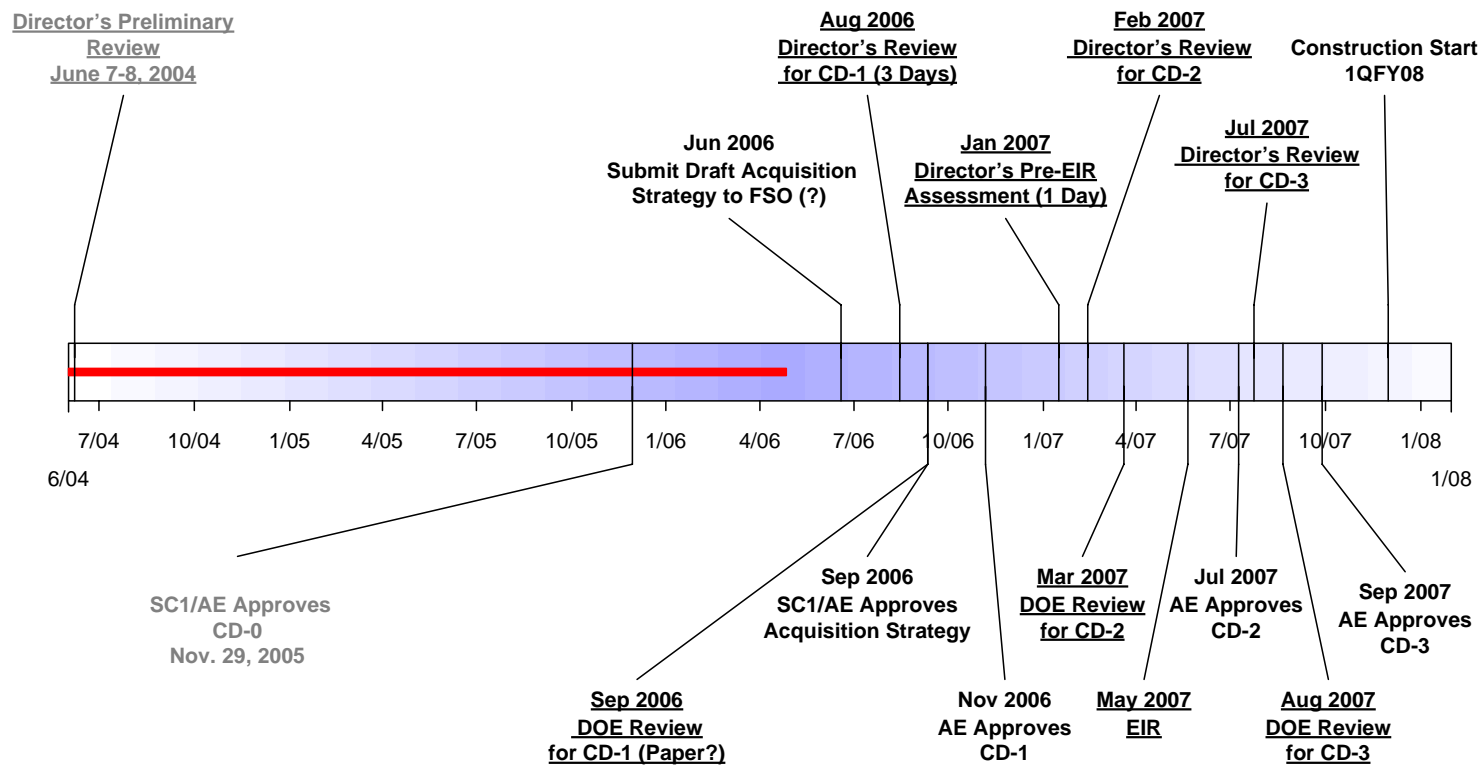 Director's Preliminary
Review
June 7-8, 2004
Aug 2006
Director's Review
for CD-1 (3 Days)
Feb 2007
Director's Review
for CD-2
Construction Start
1QFY08
Jun 2006
Submit Draft Acquisition
Strategy to FSO (?)
Jan 2007
Director's Pre-EIR
Assessment (1 Day)
Jul 2007
Director's Review
for CD-3
7/04
10/04
1/05
4/05
7/05
10/05
1/06
4/06
7/06
10/06
1/07
4/07
7/07
10/07
1/08
6/04
1/08
SC1/AE Approves
CD-0
Nov. 29, 2005
Sep 2006
SC1/AE Approves
Acquisition Strategy
Mar 2007
DOE Review
for CD-2
Jul 2007
AE Approves
CD-2
Sep 2007
AE Approves
CD-3
Sep 2006
DOE Review
for CD-1 (Paper?)
Nov 2006
AE Approves
CD-1
May 2007
EIR
Aug 2007
DOE Review
for CD-3